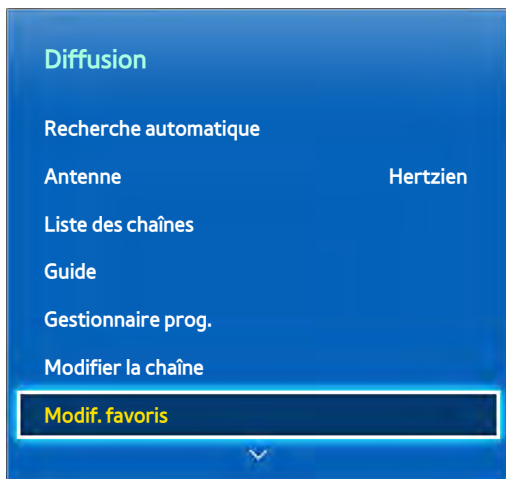 Diffusion
Recherche automatique
Antenne Hertzien
Liste des chaînes
Guide
Gestionnaire prog.
Modifier la chaîne
Modif. favoris